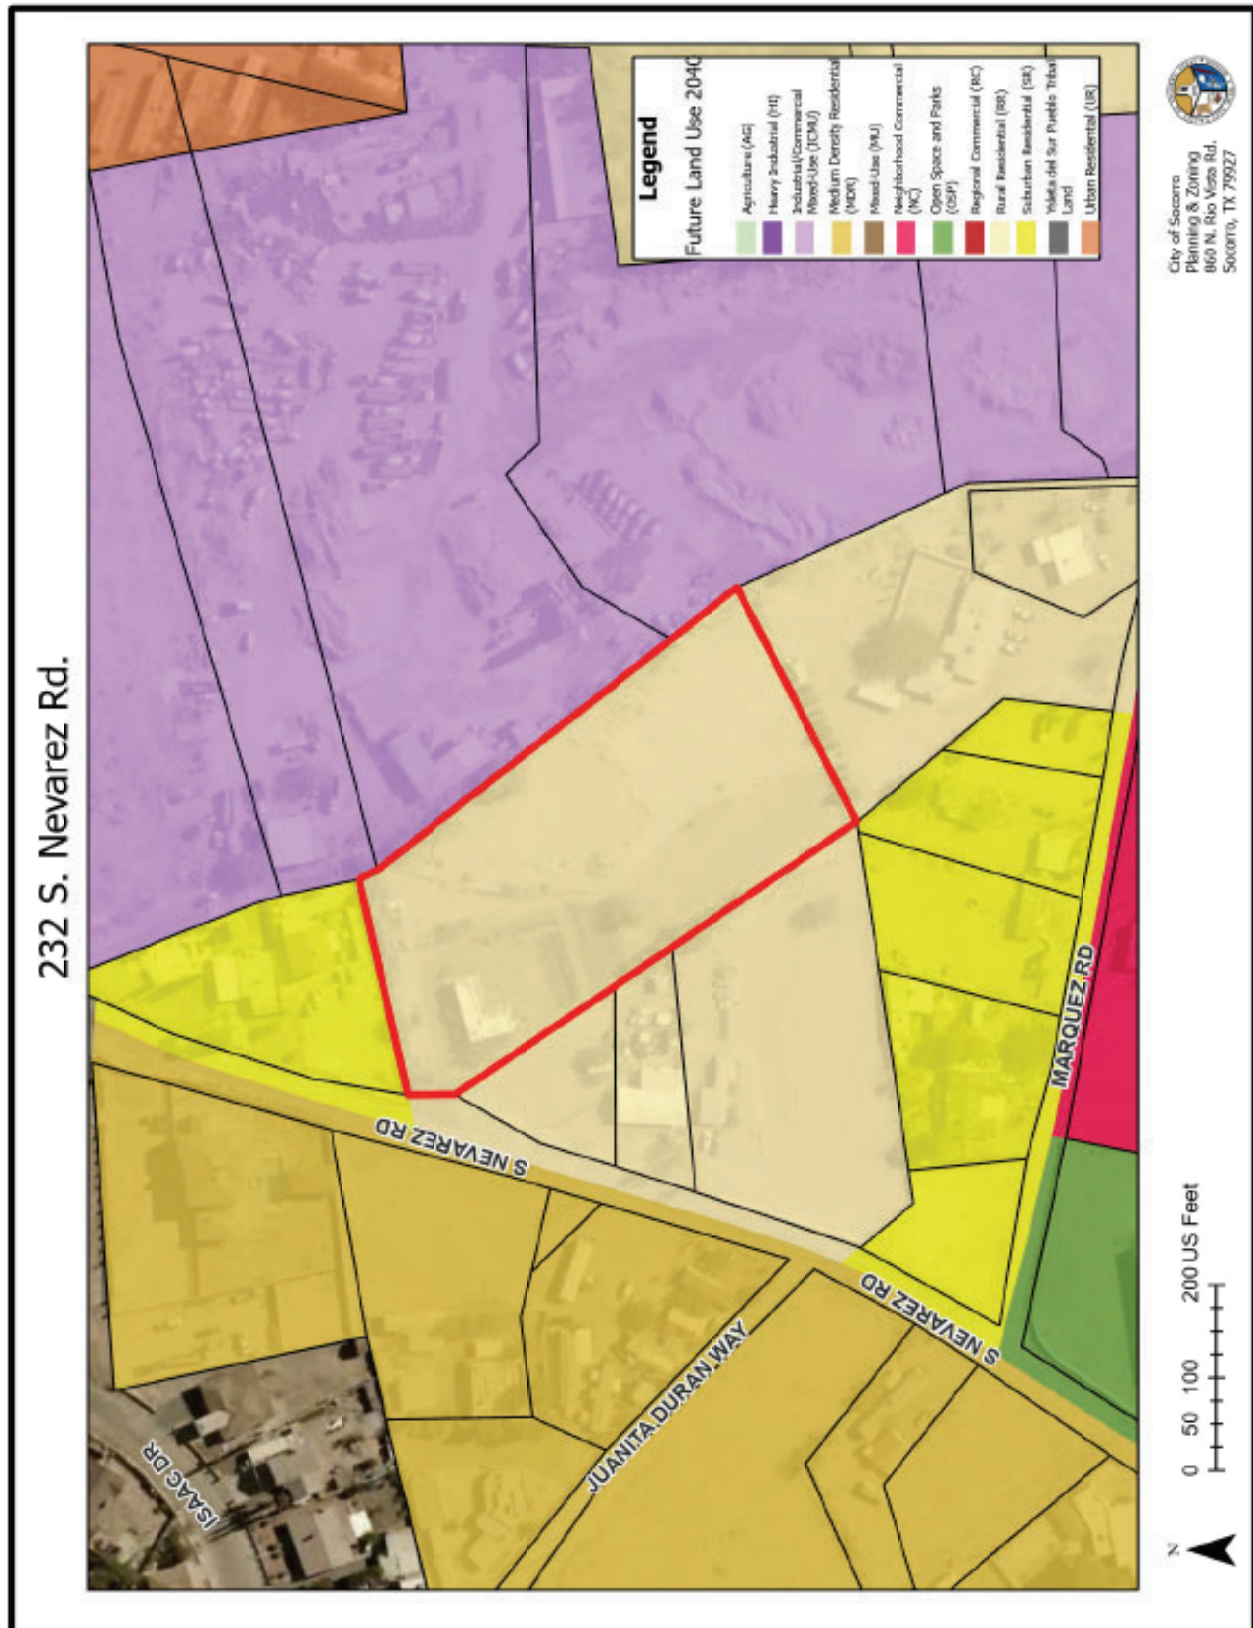 232 S. Nevarez Rd.
Legend
Future Land Use 2040
Agriculture (AG)
Heavy Industrial (HI)
Industrial/Commercial
Mixed-Use (ICMU)
Medium Density Residential
(MDR)
Mixed-Use (MU)
Neighborhood Commercial
(NC)
Open Space and Parks
(OSP)
Regional Commercial (RC)
Rural Residential (RR)
Suburban Residential (SR)
Ysleta del Sur Pueblo Tribal
Land
Urban Residential (UR)
ISAAC DR
S NEVAREZ RD
JUANITA DURAN WAY
S NEVAREZ RD
MARQUEZ RD
N
0 50 100 200 US Feet
City of Socorro
Planning & Zoning
860 N. Rio Vista Rd.
Socorro, TX 79927